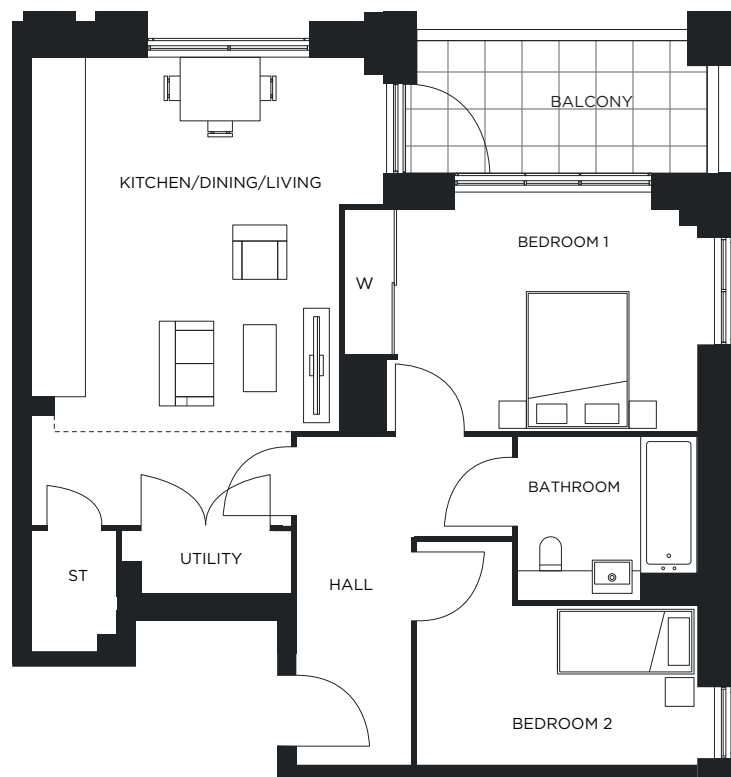 BALCONY
KITCHEN/DINING/LIVING
BEDROOM 1
W
BATHROOM
UTILITY
ST
HALL
BEDROOM 2